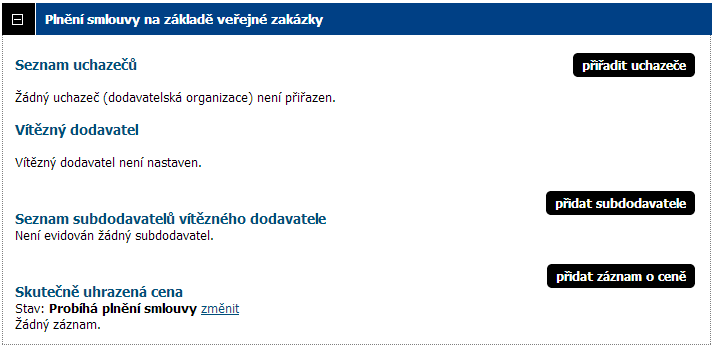 Plnění smlouvy na základě veřejné zakázky
Seznam uchazečů
přiřadit uchazeče
Žádný uchazeč (dodavatelská organizace) není přiřazen.
Vítězný dodavatel
Vítězný dodavatel není nastaven.
přidat subdodavatele
Seznam subdodavatelů vítězného dodavatele
Není evidován žádný subdodavatel.
přidat záznam o ceně
Skutečně uhrazená cena
Stav: Probíhá plnění smlouvy změnit
Žádný záznam.